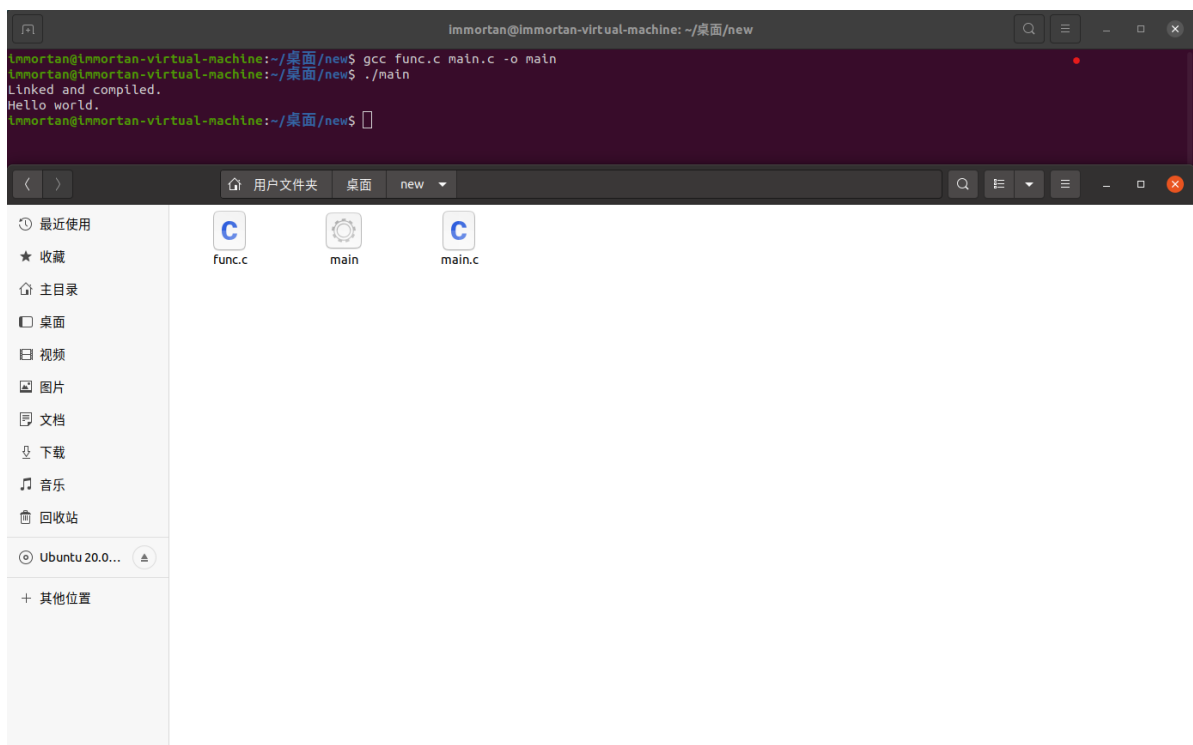 immortan@immortan-virtual-machine: ~/桌面/new
immortan@immortan-virtual-machine:~/桌面/new$ gcc func.c main.c -o main
immortan@immortan-virtual-machine:~/桌面/new$ ./main
Linked and compiled.
Hello world.
immortan@immortan-virtual-machine:~/桌面/new$
用户文件夹 桌面 new
最近使用
收藏
主目录
桌面
视频
图片
文档
下载
音乐
回收站
Ubuntu 20.0...
其他位置
func.c main main.c